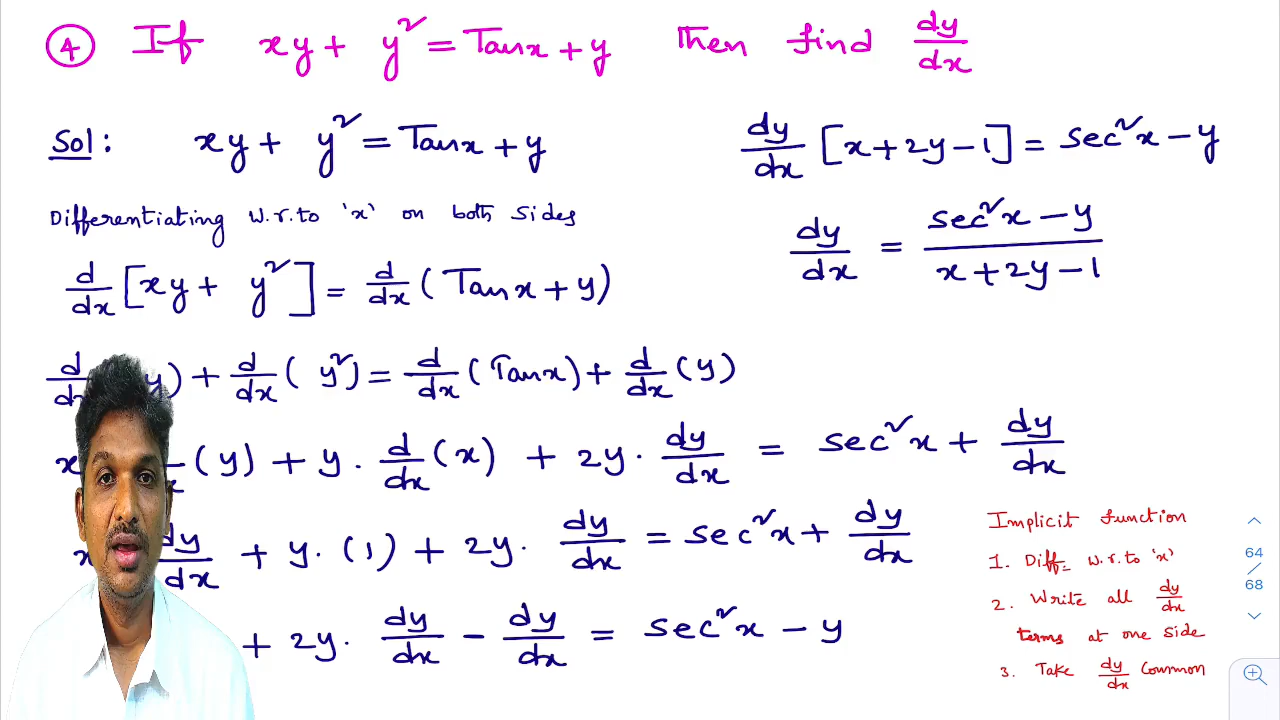 ④ If xy + y² = Tanx + y Then find dy/dx
Sol: xy + y² = Tanx + y
Differentiating w.r.to 'x' on both sides
d/dx [xy + y²] = d/dx (Tanx + y)
d/dx y) + d/dx (y²) = d/dx (Tanx) + d/dx (y)
x (y) + y. d/dx (x) + 2y. dy/dx = sec²x + dy/dx
dy/dx + y. (1) + 2y. dy/dx = sec²x + dy/dx
+ 2y. dy/dx - dy/dx = sec²x - y
dy/dx [x + 2y - 1] = sec²x - y
dy/dx = sec²x - y / x + 2y - 1
Implicit function
1. Diff= w.r.to 'x'
2. Write all dy/dx
terms at one side
3. Take dy/dx common
64
/
68